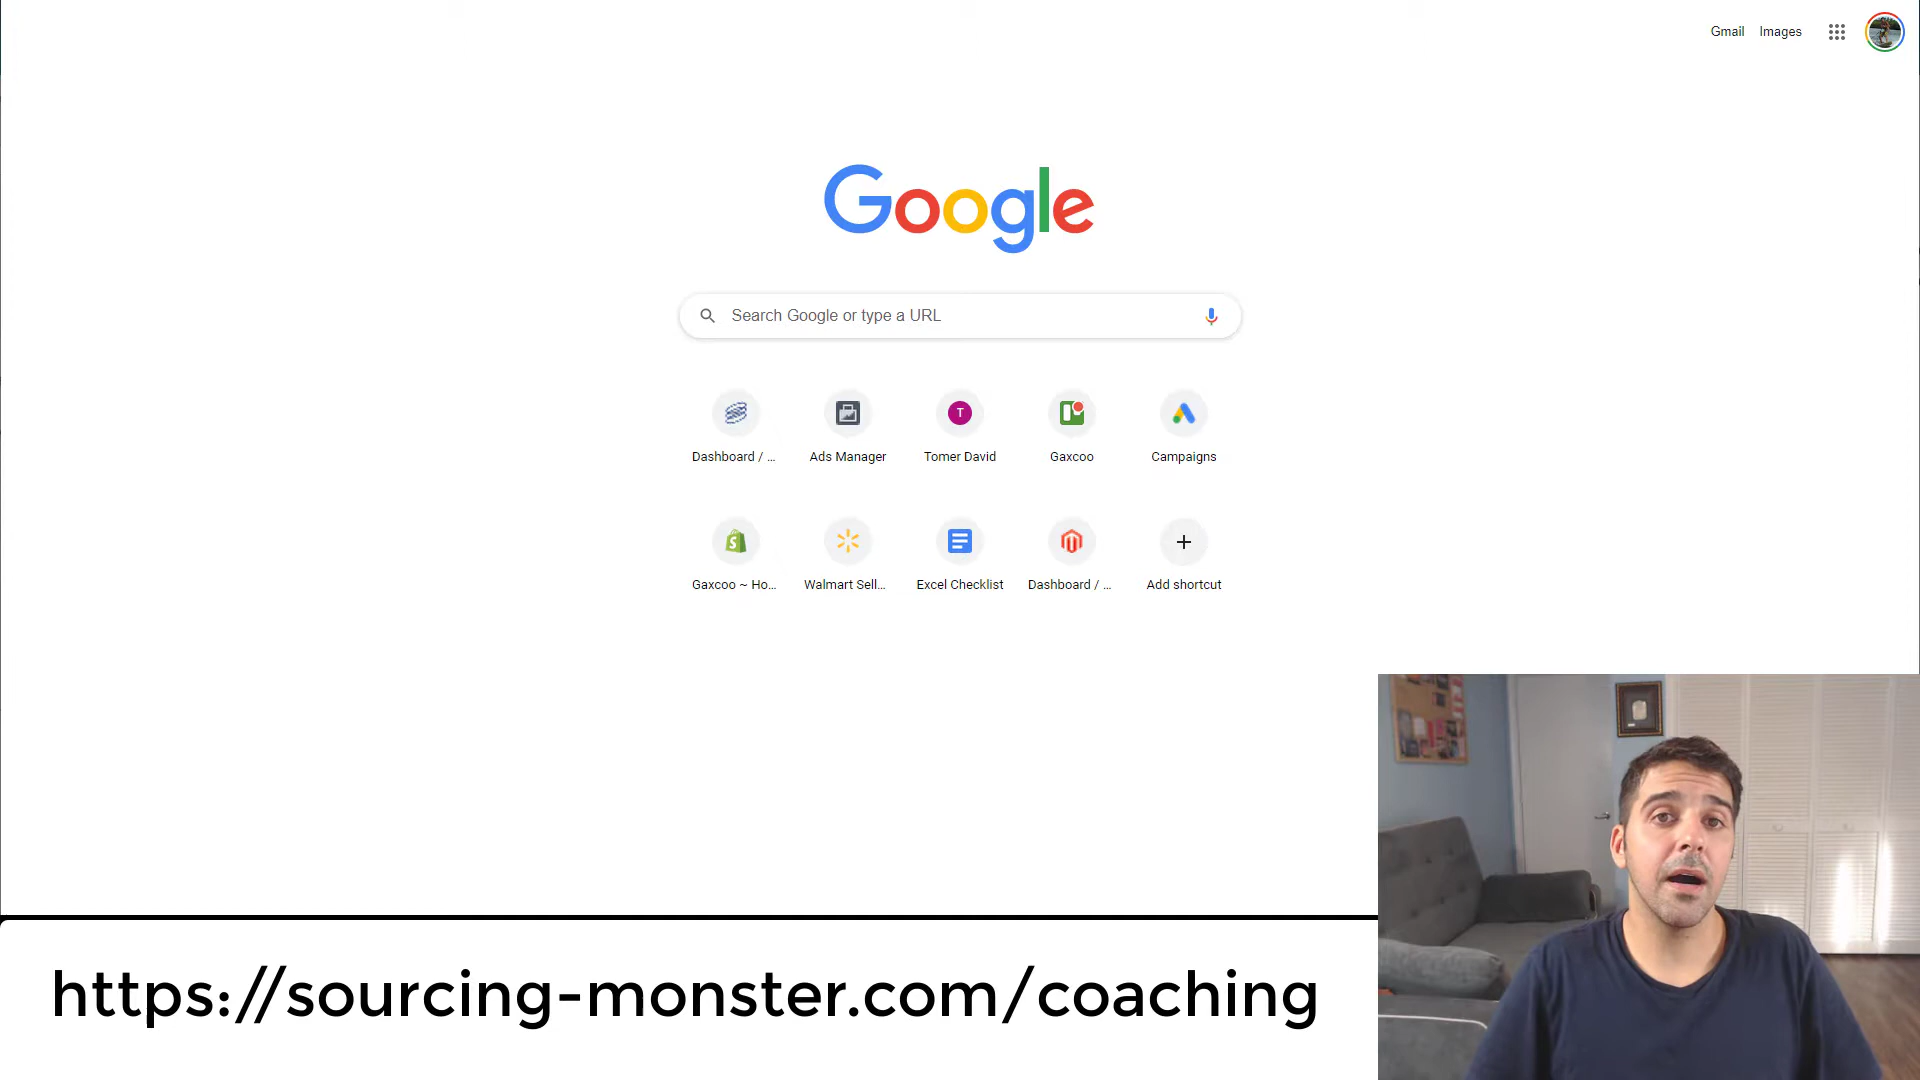 Gmail Images
Google
Search Google or type a URL
T
Dashboard / ... Ads Manager Tomer David Gaxcoo Campaigns
S
Gaxcoo ~ Ho... Walmart Sell... Excel Checklist Dashboard / ... Add shortcut
https://sourcing-monster.com/coaching